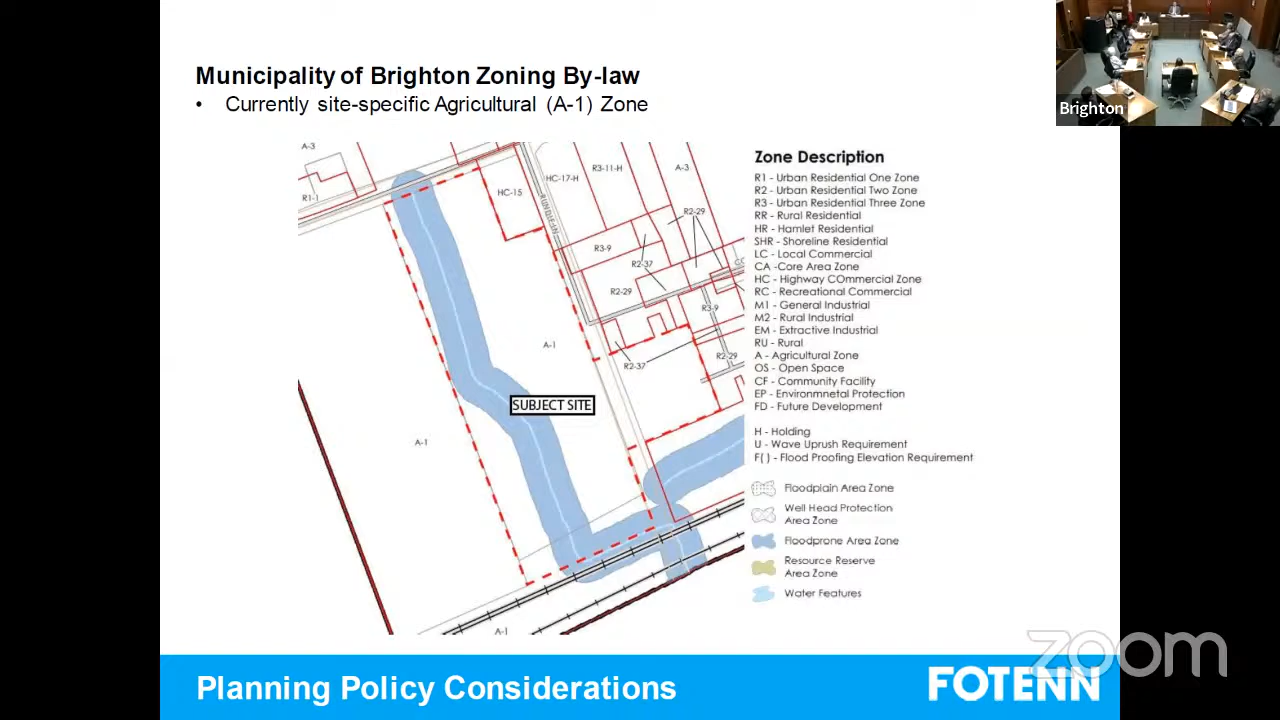 Municipality of Brighton Zoning By-law
• Currently site-specific Agricultural (A-1) Zone
Brighton
A-3
R1-1
HC-15
HC-17-H
R3-11-H
A-3
RUNDLE LN
R2-29
R3-9
R2-37
R2-29
R3-9
A-1
R2-37
R2-29
SUBJECT SITE
A-1
A-1
Zone Description
R1 - Urban Residential One Zone
R2 - Urban Residential Two Zone
R3 - Urban Residential Three Zone
RR - Rural Residential
HR - Hamlet Residential
SHR - Shoreline Residential
LC - Local Commercial
CA -Core Area Zone
HC - Highway COmmercial Zone
RC - Recreational Commercial
M1 - General Industrial
M2 - Rural Industrial
EM - Extractive Industrial
RU - Rural
A - Agricultural Zone
OS - Open Space
CF - Community Facility
EP - Environmnetal Protection
FD - Future Development
H - Holding
U - Wave Uprush Requirement
F( ) - Flood Proofing Elevation Requirement
Floodplain Area Zone
Well Head Protection
Area Zone
Floodprone Area Zone
Resource Reserve
Area Zone
Water Features
Planning Policy Considerations
FOTENN
zoom